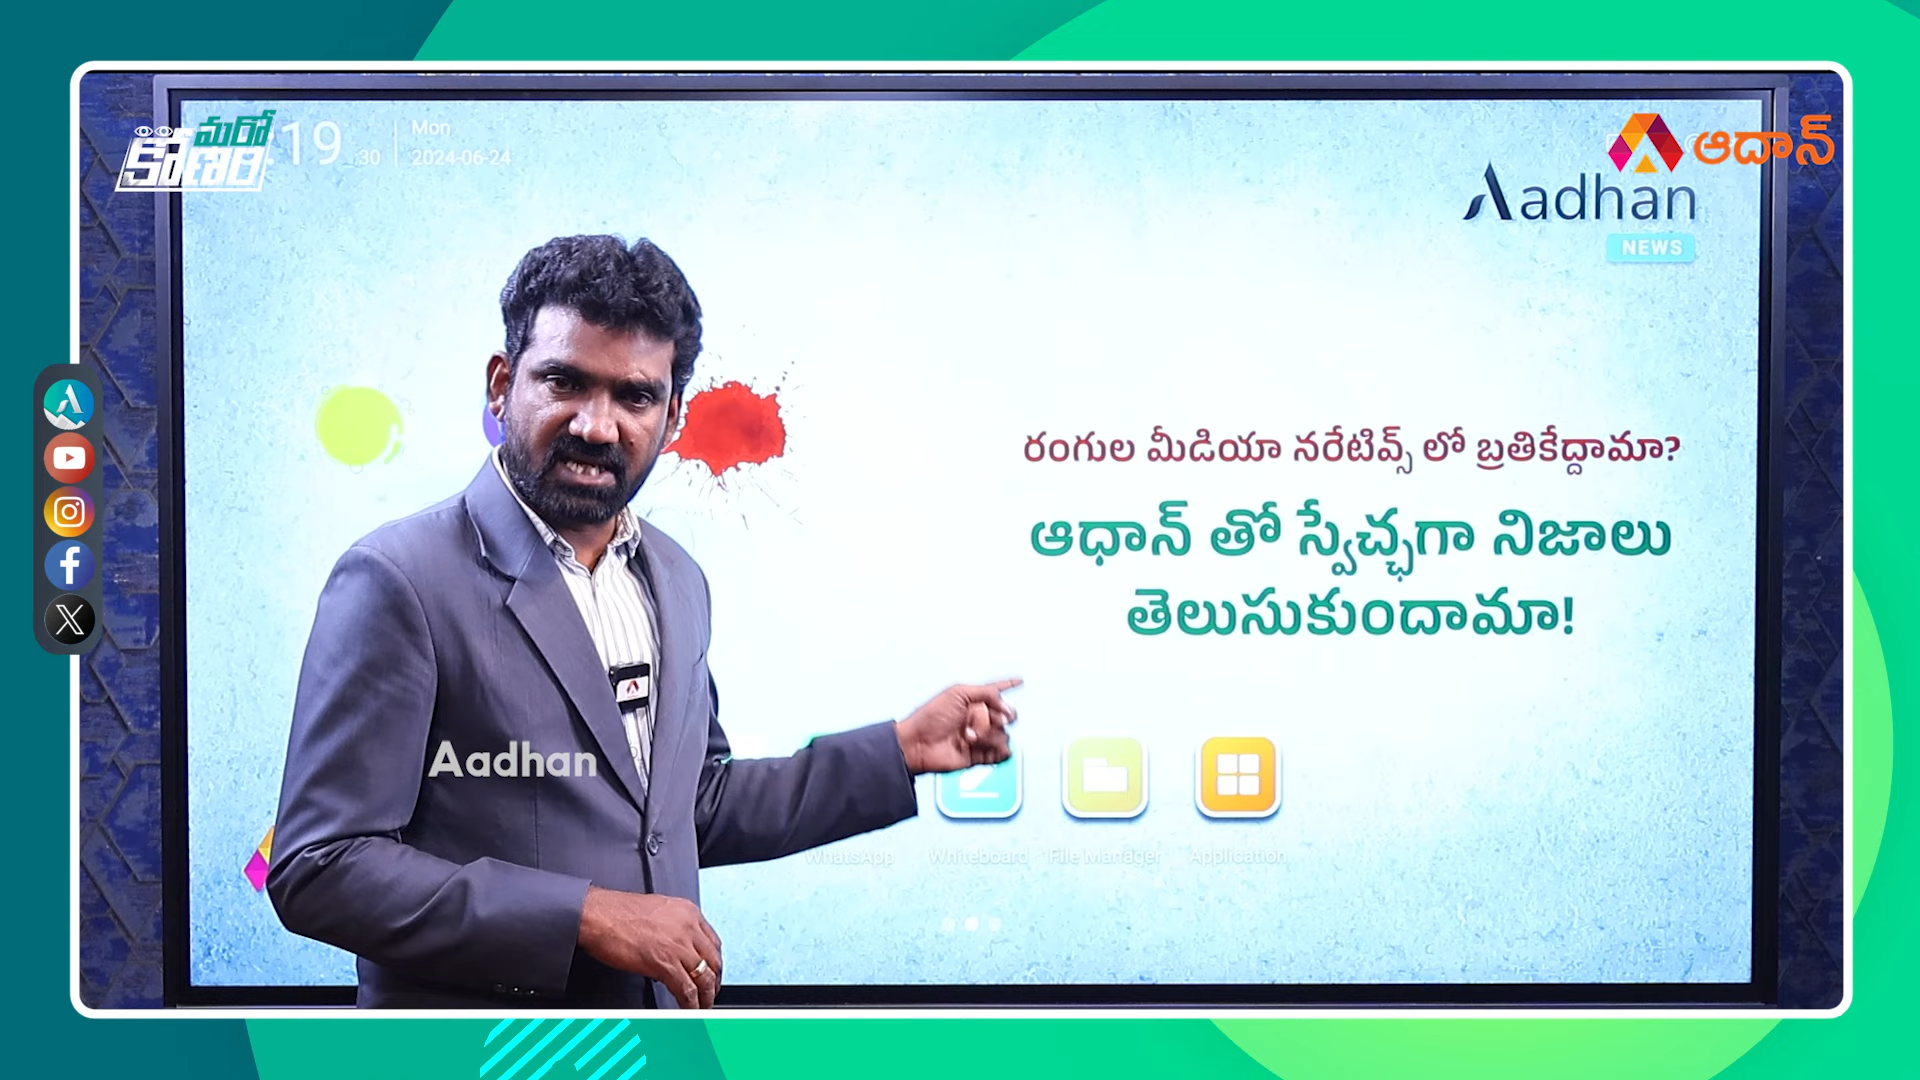 మరో
కోణం
:19 :30
Mon
2024-06-24
ఆదాన్
Aadhan
NEWS
రంగుల మీడియా నరేటివ్స్ లో బ్రతికేద్దామా?
ఆధాన్ తో స్వేచ్ఛగా నిజాలు
తెలుసుకుందామా!
Aadhan
WhatsApp Whiteboard File Manager Application